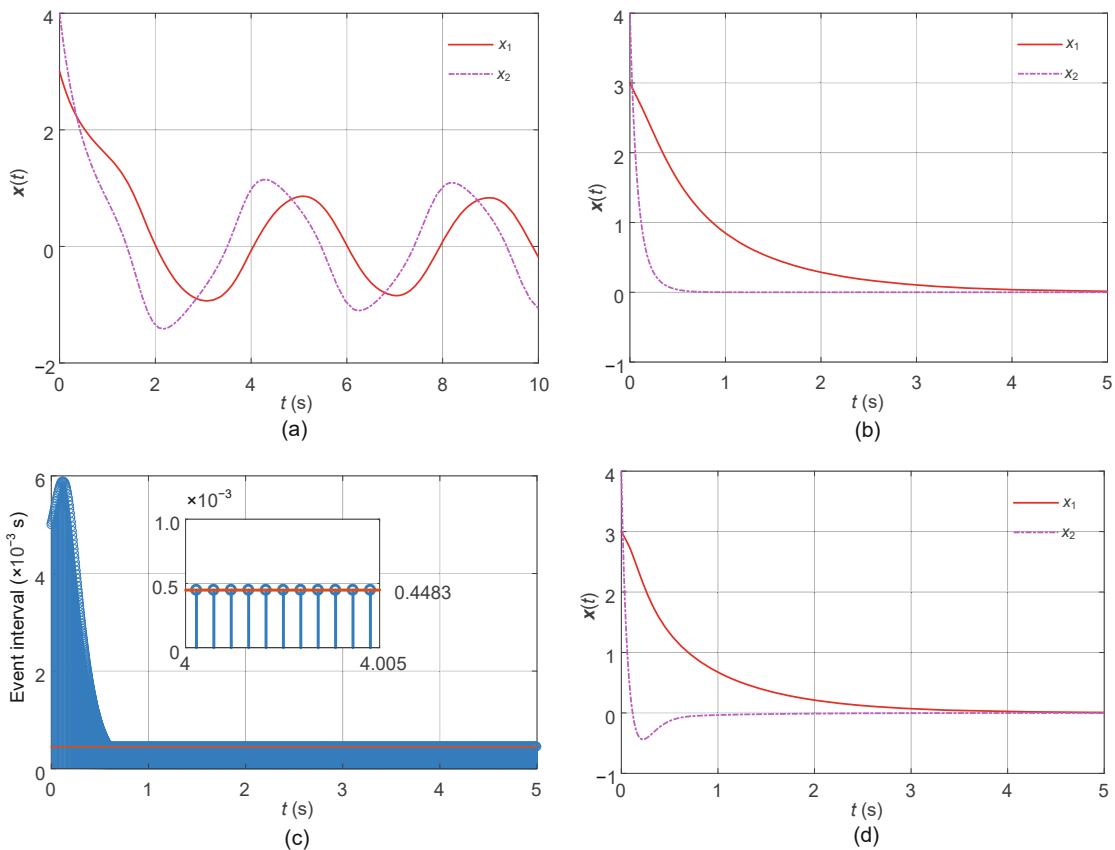 4
2
0
−2
x(t)
x₁
x₂
0 2 4 6 8 10
t (s)
(a)
4
3
2
1
0
−1
x(t)
x₁
x₂
0 1 2 3 4 5
t (s)
(b)
6
4
2
0
Event interval (×10⁻³ s)
×10⁻³
1.0
0.5
0
0.4483
4 4.005
0 1 2 3 4 5
t (s)
(c)
4
3
2
1
0
−1
x(t)
x₁
x₂
0 1 2 3 4 5
t (s)
(d)